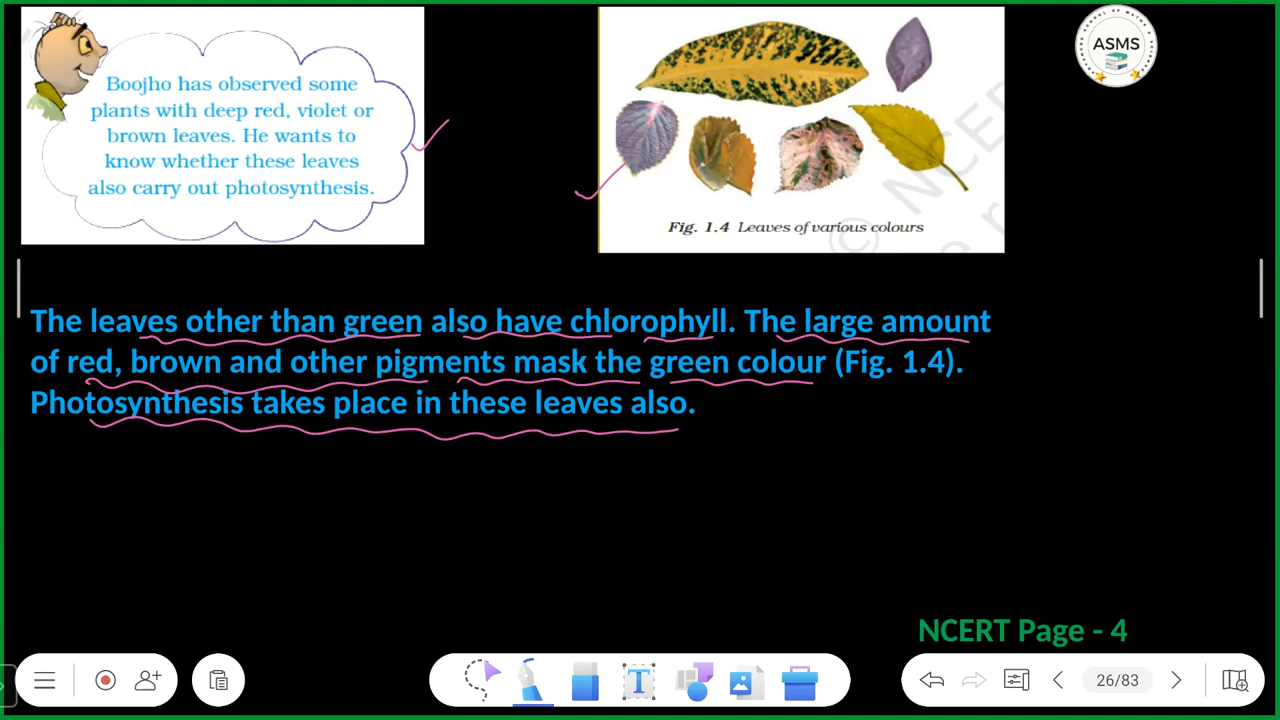 Boojho has observed some
plants with deep red, violet or
brown leaves. He wants to
know whether these leaves
also carry out photosynthesis.
Fig. 1.4 Leaves of various colours
© NCE
ASMS
The leaves other than green also have chlorophyll. The large amount
of red, brown and other pigments mask the green colour (Fig. 1.4).
Photosynthesis takes place in these leaves also.
NCERT Page - 4
26/83